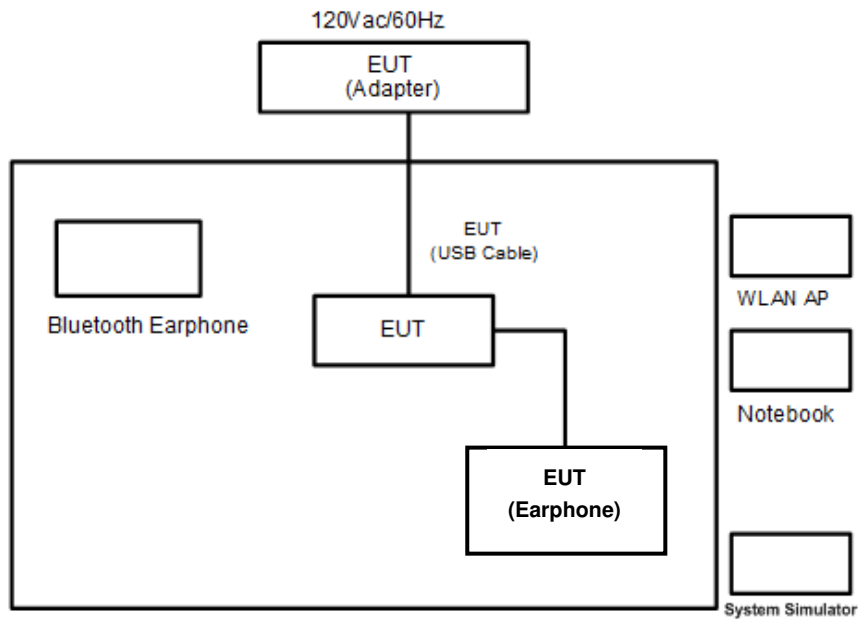 120Vac/60Hz
EUT
(Adapter)
EUT
(USB Cable)
Bluetooth Earphone
EUT
WLAN AP
Notebook
EUT
(Earphone)
System Simulator